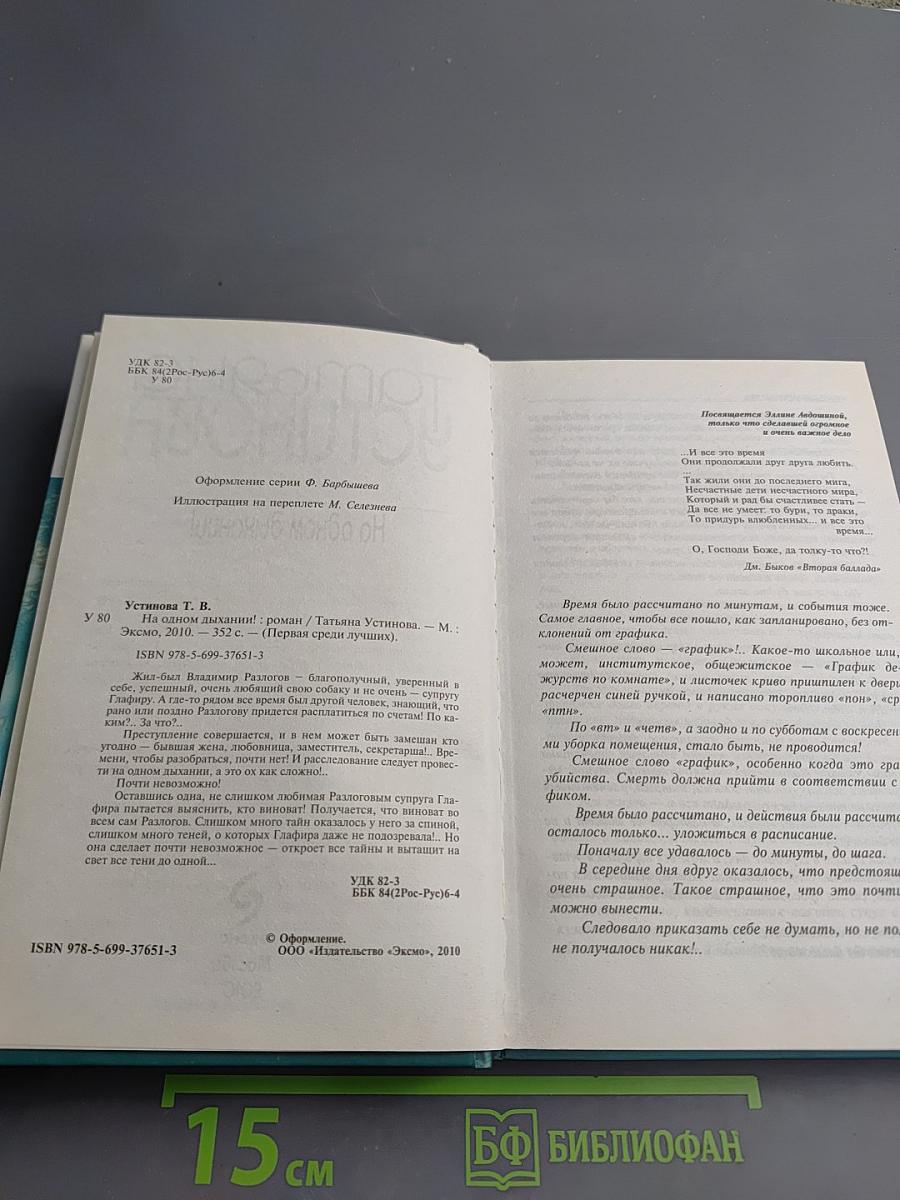 УДК 82-3
ББК 84(2Рос-Рус)6-4
У 80
Оформление серии Ф. Барбышева
Иллюстрация на переплете М. Селезнева
Устинова Т. В.
У 80 На одном дыхании! : роман / Татьяна Устинова. — М. :
Эксмо, 2010. — 352 с. — (Первая среди лучших).
ISBN 978-5-699-37651-3
Жил-был Владимир Разлогов – благополучный, уверенный в
себе, успешный, очень любящий свою собаку и не очень — супругу
Глафиру. А где-то рядом все время был другой человек, знающий, что
рано или поздно Разлогову придется расплатиться по счетам! По ка-
ким?.. За что?..
Преступление совершается, и в нем может быть замешан кто
угодно — бывшая жена, любовница, заместитель, секретарша!.. Вре-
мени, чтобы разобраться, почти нет! И расследование следует прове-
сти на одном дыхании, а это ох как сложно!..
Почти невозможно!
Оставшись одна, не слишком любимая Разлоговым супруга Гла-
фира пытается выяснить, кто виноват! Получается, что виноват во
всем сам Разлогов. Слишком много тайн оказалось у него за спиной,
слишком много теней, о которых Глафира даже не подозревала!.. Но
она сделает почти невозможное — откроет все тайны и вытащит на
свет все тени до одной...
УДК 82-3
ББК 84(2Рос-Рус)6-4
© Оформление.
ISBN 978-5-699-37651-3 ООО «Издательство «Эксмо», 2010
Посвящается Эллине Авдошиной,
только что сделавшей огромное
и очень важное дело
...И все это время
Они продолжали друг друга любить.
...
Так жили они до последнего мига,
Несчастные дети несчастного мира,
Который и рад бы счастливее стать —
Да все не умеет: то бури, то драки,
То придурь влюбленных... и все это
время...
О, Господи Боже, да толку-то что?!
Дм. Быков «Вторая баллада»
Время было рассчитано по минутам, и события тоже.
Самое главное, чтобы все пошло, как запланировано, без от-
клонений от графика.
Смешное слово — «график»!.. Какое-то школьное или,
может, институтское, общежитское — «График де-
журств по комнате», и листочек криво пришпилен к двери
расчерчен синей ручкой, и написано торопливо «пон», «ср
«птн».
По «вт» и «четв», а заодно и по субботам с воскресен
ми уборка помещения, стало быть, не проводится!
Смешное слово «график», особенно когда это гра
убийства. Смерть должна прийти в соответствии с
фиком.
Время было рассчитано, и действия были рассчита
осталось только... уложиться в расписание.
Поначалу все удавалось — до минуты, до шага.
В середине дня вдруг оказалось, что предстоящ
очень страшное. Такое страшное, что это почти
можно вынести.
Следовало приказать себе не думать, но не пол
не получалось никак!..
15 см
БФ БИБЛИОФАН